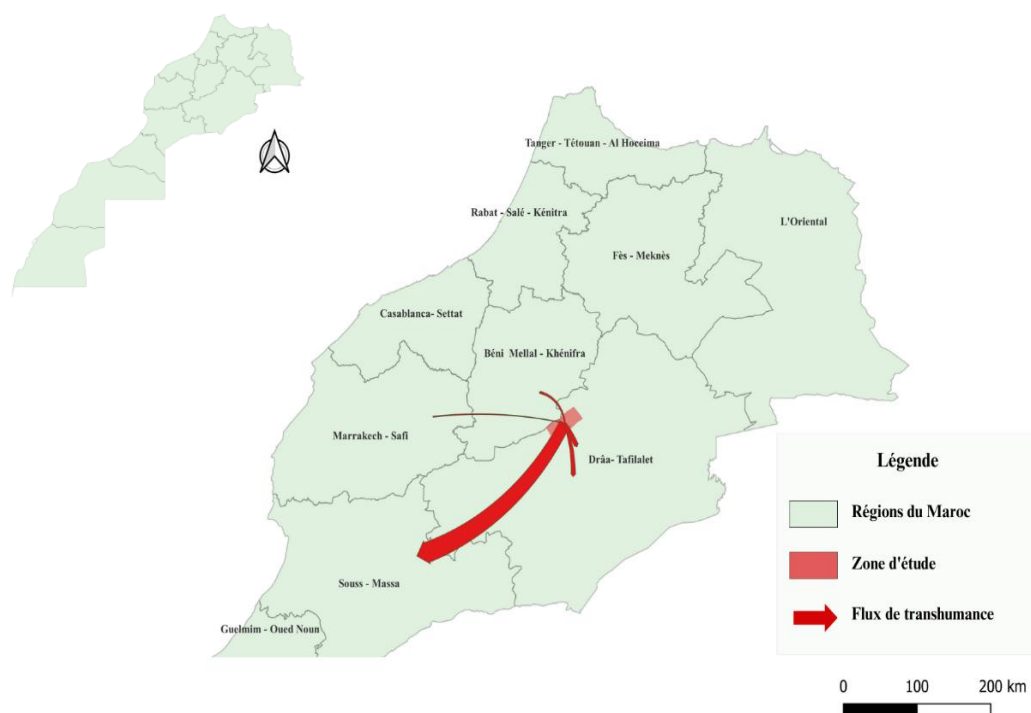 Tanger - Tétouan - Al Hoceima
Rabat - Salé - Kénitra
L'Oriental
Fès - Meknès
Casablanca- Settat
Béni Mellal - Khénifra
Marrakech - Safi
Drâa- Tafilalet
Souss - Massa
Guelmim - Oued Noun
Légende
Régions du Maroc
Zone d'étude
Flux de transhumance
0 100 200 km